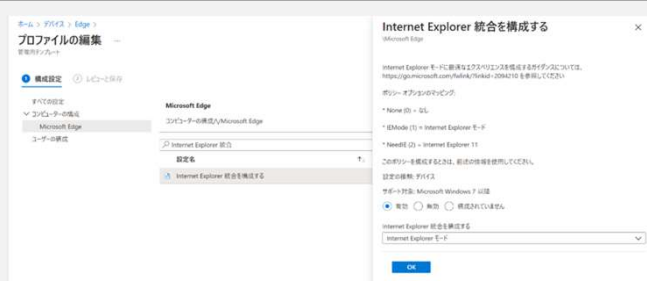 ホーム > デバイス > Edge >
プロファイルの編集 …
管理用テンプレート
1 構成設定 2 レビューと保存
すべての設定
コンピューターの構成
Microsoft Edge
ユーザーの構成
Microsoft Edge
コンピューターの構成/\/Microsoft Edge
Internet Explorer 統合
設定名 ↑↓
Internet Explorer 統合を構成する
Internet Explorer 統合を構成する ×
\Microsoft Edge
Internet Explorer モードに最適なエクスペリエンスを構成するガイダンスについては、
https://go.microsoft.com/fwlink/?linkid=2094210 を参照してください
ポリシー オプションのマッピング:
* None (0) = なし
* IEMode (1) = Internet Explorer モード
* NeedIE (2) = Internet Explorer 11
このポリシーを構成するときは、前述の情報を使用してください。
設定の種類: デバイス
サポート対象: Microsoft Windows 7 以降
有効 無効 構成されていません
Internet Explorer 統合を構成する
Internet Explorer モード
OK